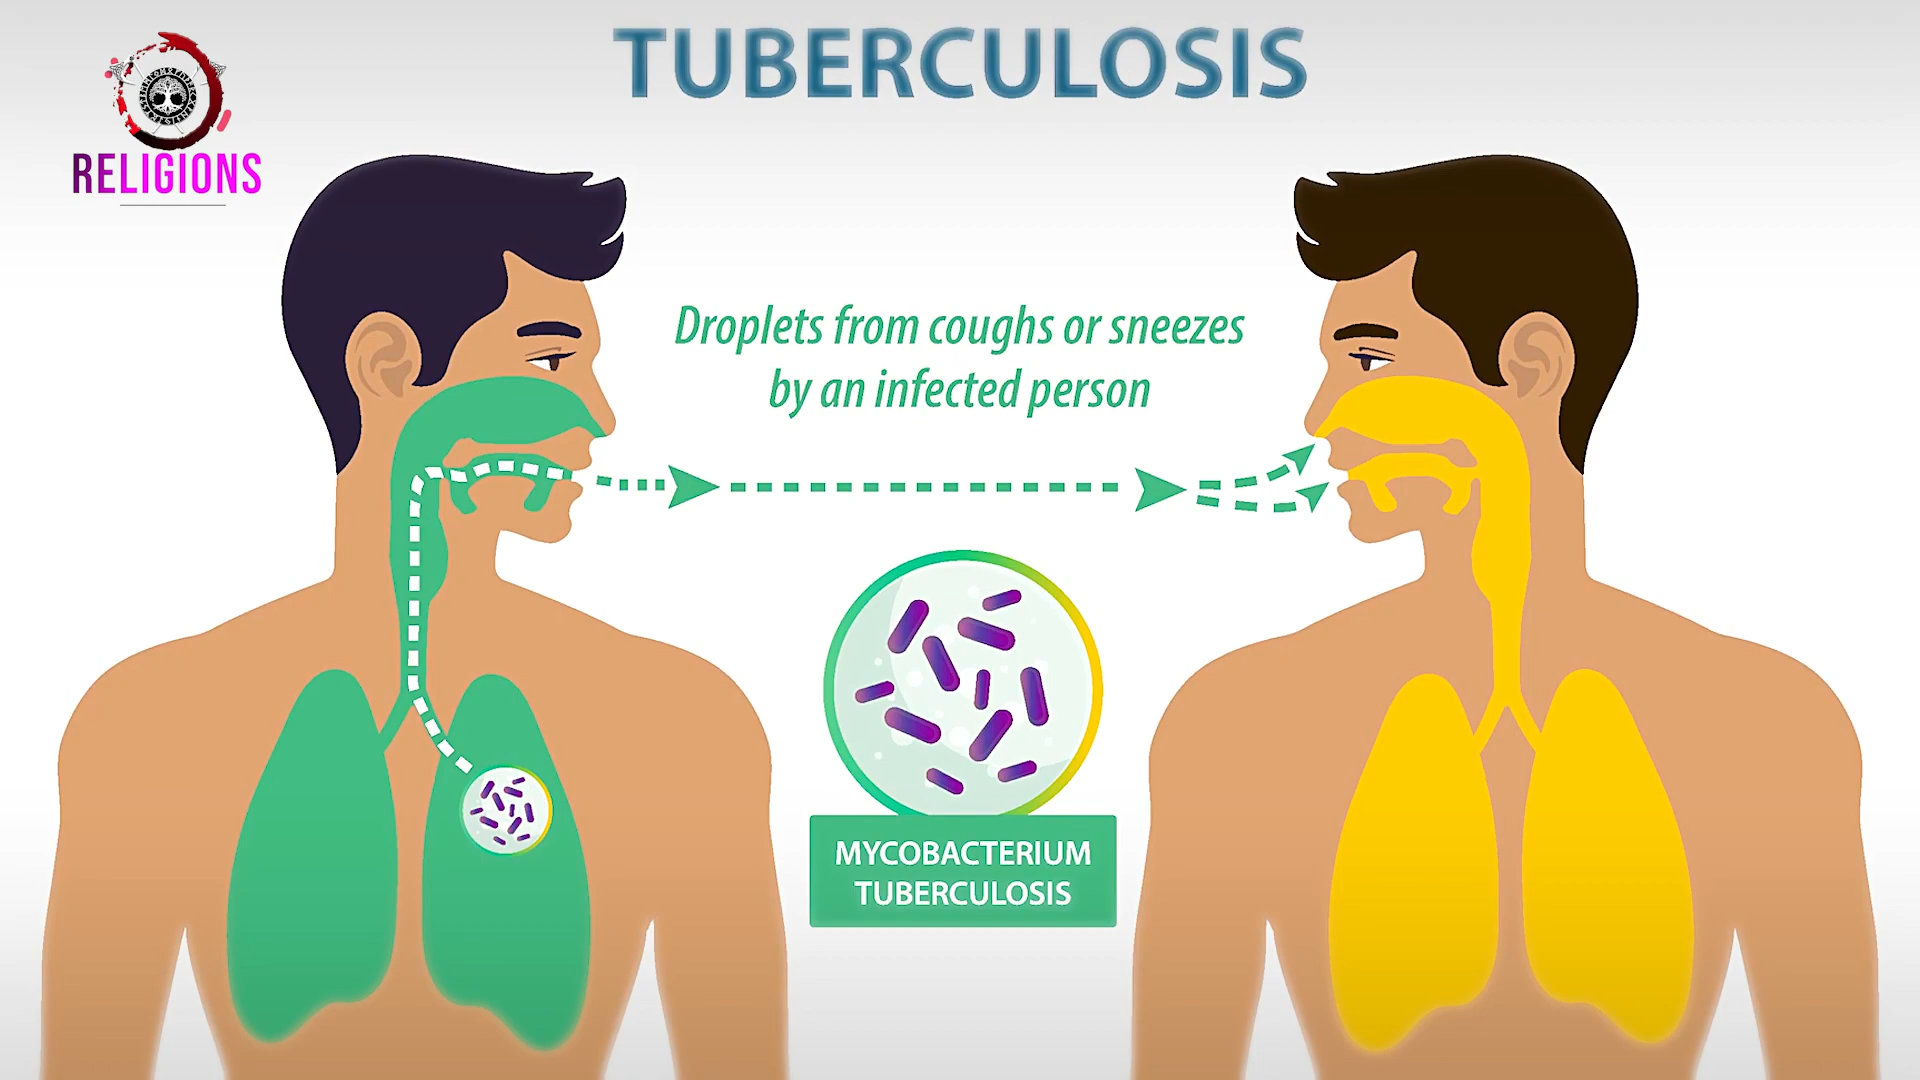 TUBERCULOSIS
RELIGIONS
Droplets from coughs or sneezes
by an infected person
MYCOBACTERIUM
TUBERCULOSIS